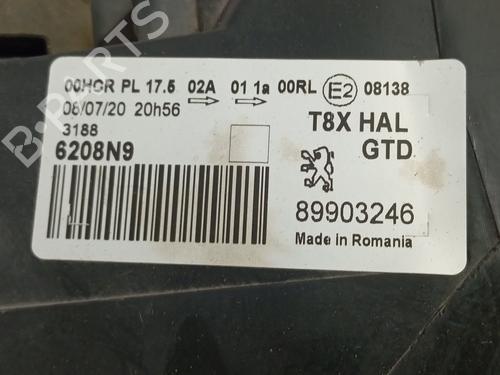 00HCR PL 17.5 02A 01 1a 00RL E2 08138
08/07/20 20h56
3188
6208N9
T8X HAL
GTD
89903246
Made in Romania
B-PARTS